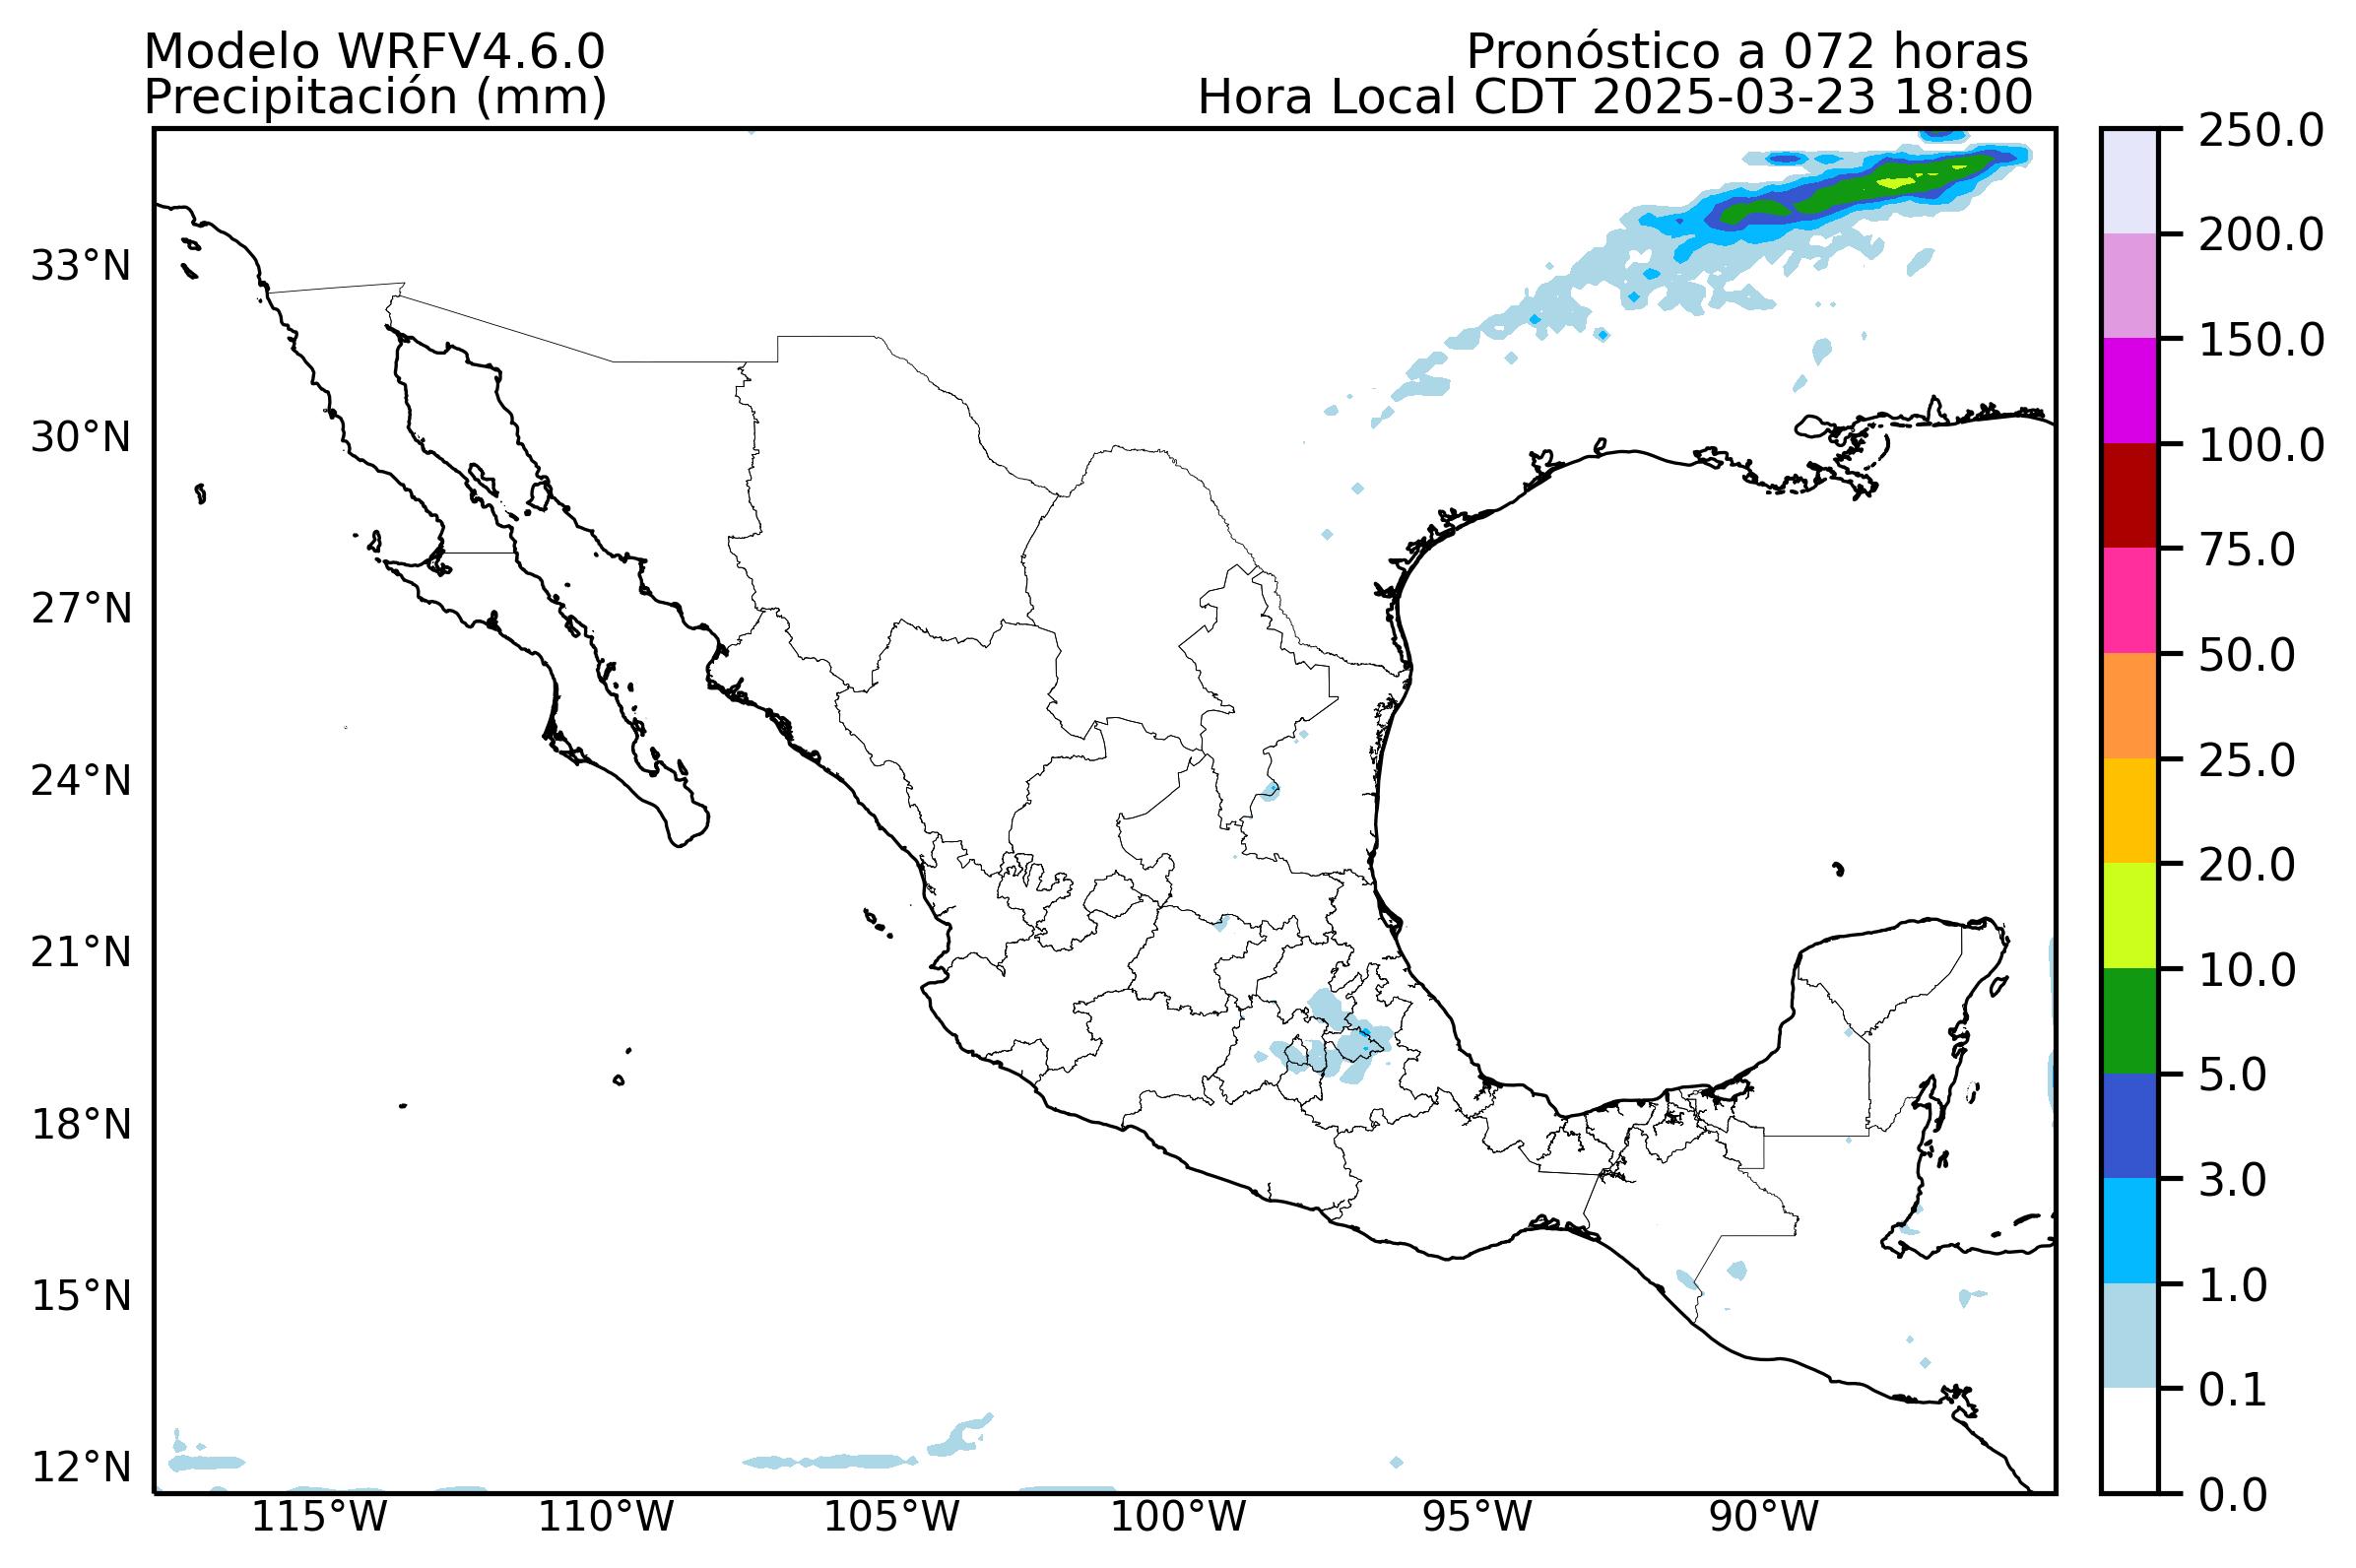 Modelo WRFV4.6.0
Precipitación (mm)
Pronóstico a 072 horas
Hora Local CDT 2025-03-23 18:00
33°N
30°N
27°N
24°N
21°N
18°N
15°N
12°N
115°W
110°W
105°W
100°W
95°W
90°W
250.0
200.0
150.0
100.0
75.0
50.0
25.0
20.0
10.0
5.0
3.0
1.0
0.1
0.0